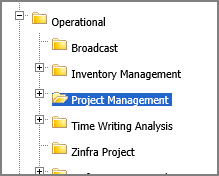 Operational
Broadcast
Inventory Management
Project Management
Time Writing Analysis
Zinfra Project